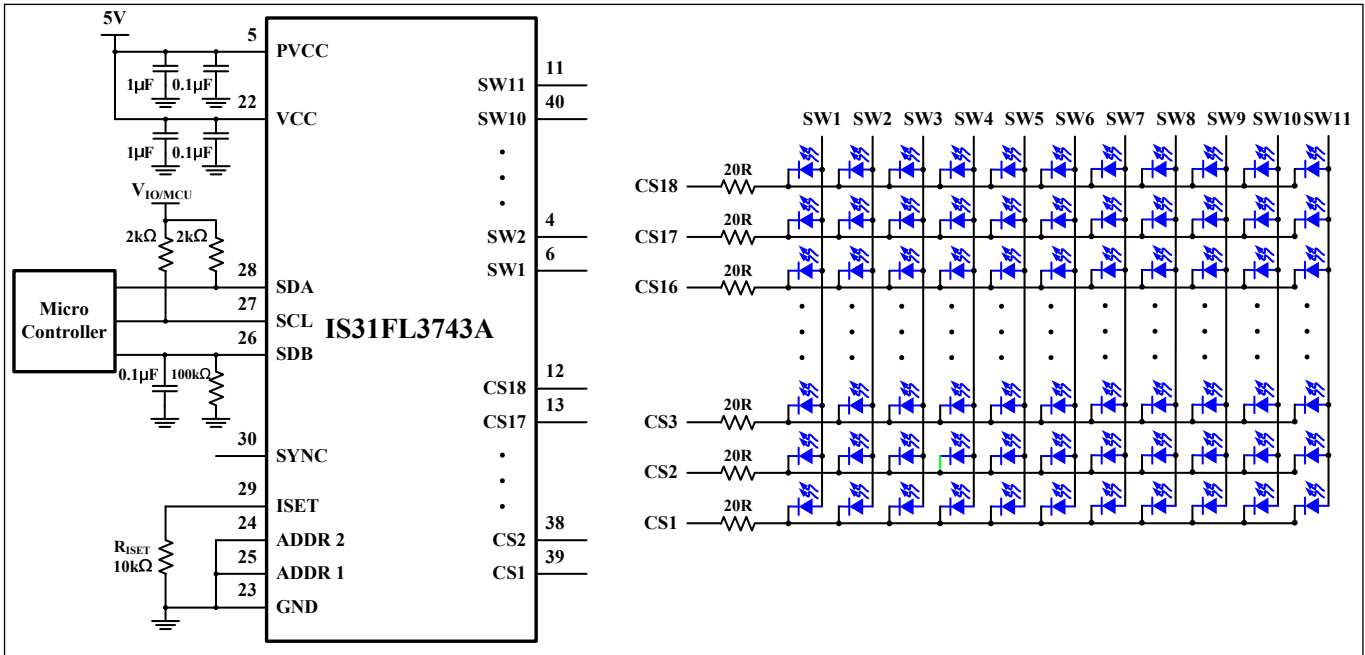 5V
5
PVCC
1µF
0.1µF
22
VCC
1µF
0.1µF
V_IO/MCU
2kΩ
2kΩ
28
SDA
27
SCL
26
SDB
Micro
Controller
0.1µF
100kΩ
30
SYNC
29
ISET
24
ADDR 2
R_ISET
10kΩ
25
ADDR 1
23
GND
IS31FL3743A
11
SW11
40
SW10
4
SW2
6
SW1
12
CS18
13
CS17
38
CS2
39
CS1
SW1 SW2 SW3 SW4 SW5 SW6 SW7 SW8 SW9 SW10 SW11
20R
CS18
20R
CS17
20R
CS16
20R
CS3
20R
CS2
20R
CS1